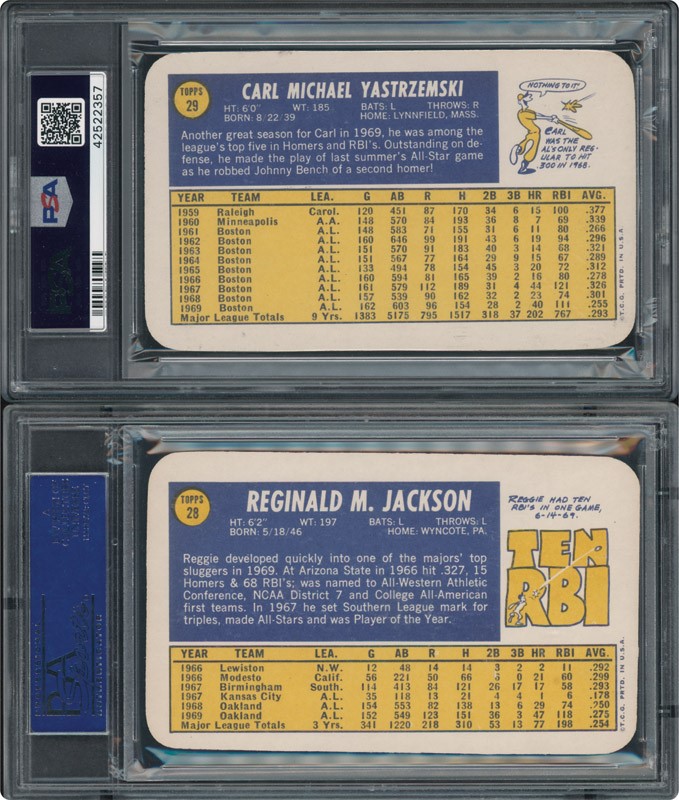 42522357
PSA
TOPPS
29
CARL MICHAEL YASTRZEMSKI
HT: 6'0" WT: 185 BATS: L THROWS: R
BORN: 8/22/39 HOME: LYNNFIELD, MASS.
Another great season for Carl in 1969, he was among the
league's top five in Homers and RBI's. Outstanding on de-
fense, he made the play of last summer's All-Star game
as he robbed Johnny Bench of a second homer!
NOTHING TO IT!
CARL
WAS THE
AL'S ONLY REG-
ULAR TO HIT
.300 IN 1968.
YEAR TEAM LEA. G AB R H 2B 3B HR RBI AVG.
1959 Raleigh Carol. 120 451 87 170 34 6 15 100 .377
1960 Minneapolis A.A. 148 570 84 193 36 8 7 69 .339
1961 Boston A.L. 148 583 71 155 31 6 11 80 .266
1962 Boston A.L. 160 646 99 191 43 6 19 94 .296
1963 Boston A.L. 151 570 91 183 40 3 14 68 .321
1964 Boston A.L. 151 567 77 164 29 9 15 67 .289
1965 Boston A.L. 133 494 78 154 45 3 20 72 .312
1966 Boston A.L. 160 594 81 165 39 2 16 80 .278
1967 Boston A.L. 161 579 112 189 31 4 44 121 .326
1968 Boston A.L. 157 539 90 162 32 2 23 74 .301
1969 Boston A.L. 162 603 96 154 28 2 40 111 .255
Major League Totals 9 Yrs. 1383 5175 795 1517 318 37 202 767 .293
©T.C.G. PRTD. IN U.S.A.
PSA
TOPPS
28
REGINALD M. JACKSON
HT: 6'2" WT: 197 BATS: L THROWS: L
BORN: 5/18/46 HOME: WYNCOTE, PA.
Reggie developed quickly into one of the majors' top
sluggers in 1969. At Arizona State in 1966 hit .327, 15
Homers & 68 RBI's; was named to All-Western Athletic
Conference, NCAA District 7 and College All-American
first teams. In 1967 he set Southern League mark for
triples, made All-Stars and was Player of the Year.
REGGIE HAD TEN
RBI'S IN ONE GAME,
6-14-69.
TEN
RBI
YEAR TEAM LEA. G AB R H 2B 3B HR RBI AVG.
1966 Lewiston N.W. 12 48 14 14 3 2 2 11 .292
1966 Modesto Calif. 56 221 50 66 6 0 21 60 .299
1967 Birmingham South. 114 413 84 121 26 17 17 58 .293
1967 Kansas City A.L. 35 118 13 21 4 4 1 6 .178
1968 Oakland A.L. 154 553 82 138 13 6 29 74 .250
1969 Oakland A.L. 152 549 123 151 36 3 47 118 .275
Major League Totals 3 Yrs. 341 1220 218 310 53 13 77 198 .254
©T.C.G. PRTD. IN U.S.A.